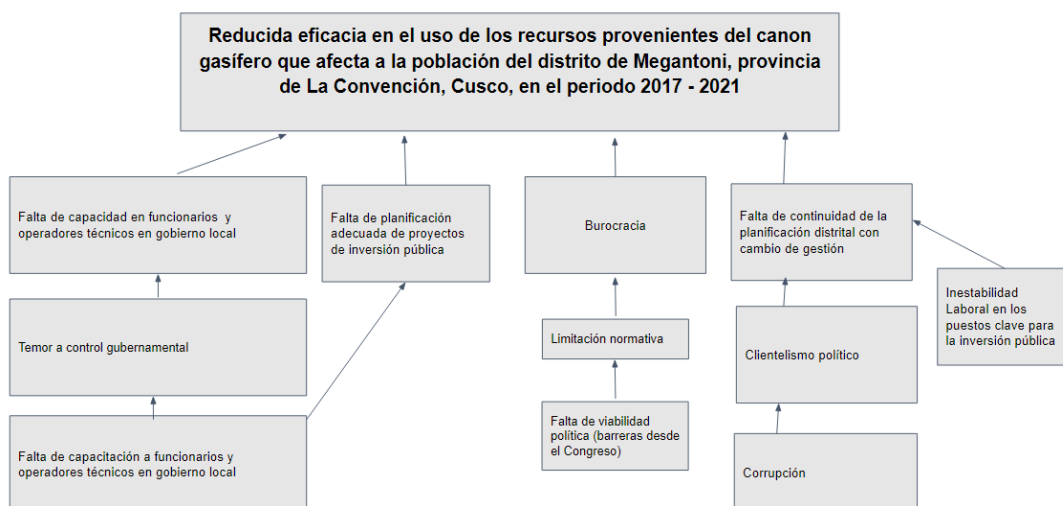 Reducida eficacia en el uso de los recursos provenientes del canon
gasífero que afecta a la población del distrito de Megantoni, provincia
de La Convención, Cusco, en el periodo 2017 - 2021
Falta de capacidad en funcionarios y
operadores técnicos en gobierno local
Falta de planificación
adecuada de proyectos
de inversión pública
Burocracia
Falta de continuidad de la
planificación distrital con
cambio de gestión
Inestabilidad
Laboral en los
puestos clave para
la inversión pública
Temor a control gubernamental
Limitación normativa
Clientelismo político
Falta de capacitación a funcionarios y
operadores técnicos en gobierno local
Falta de viabilidad
política (barreras desde
el Congreso)
Corrupción